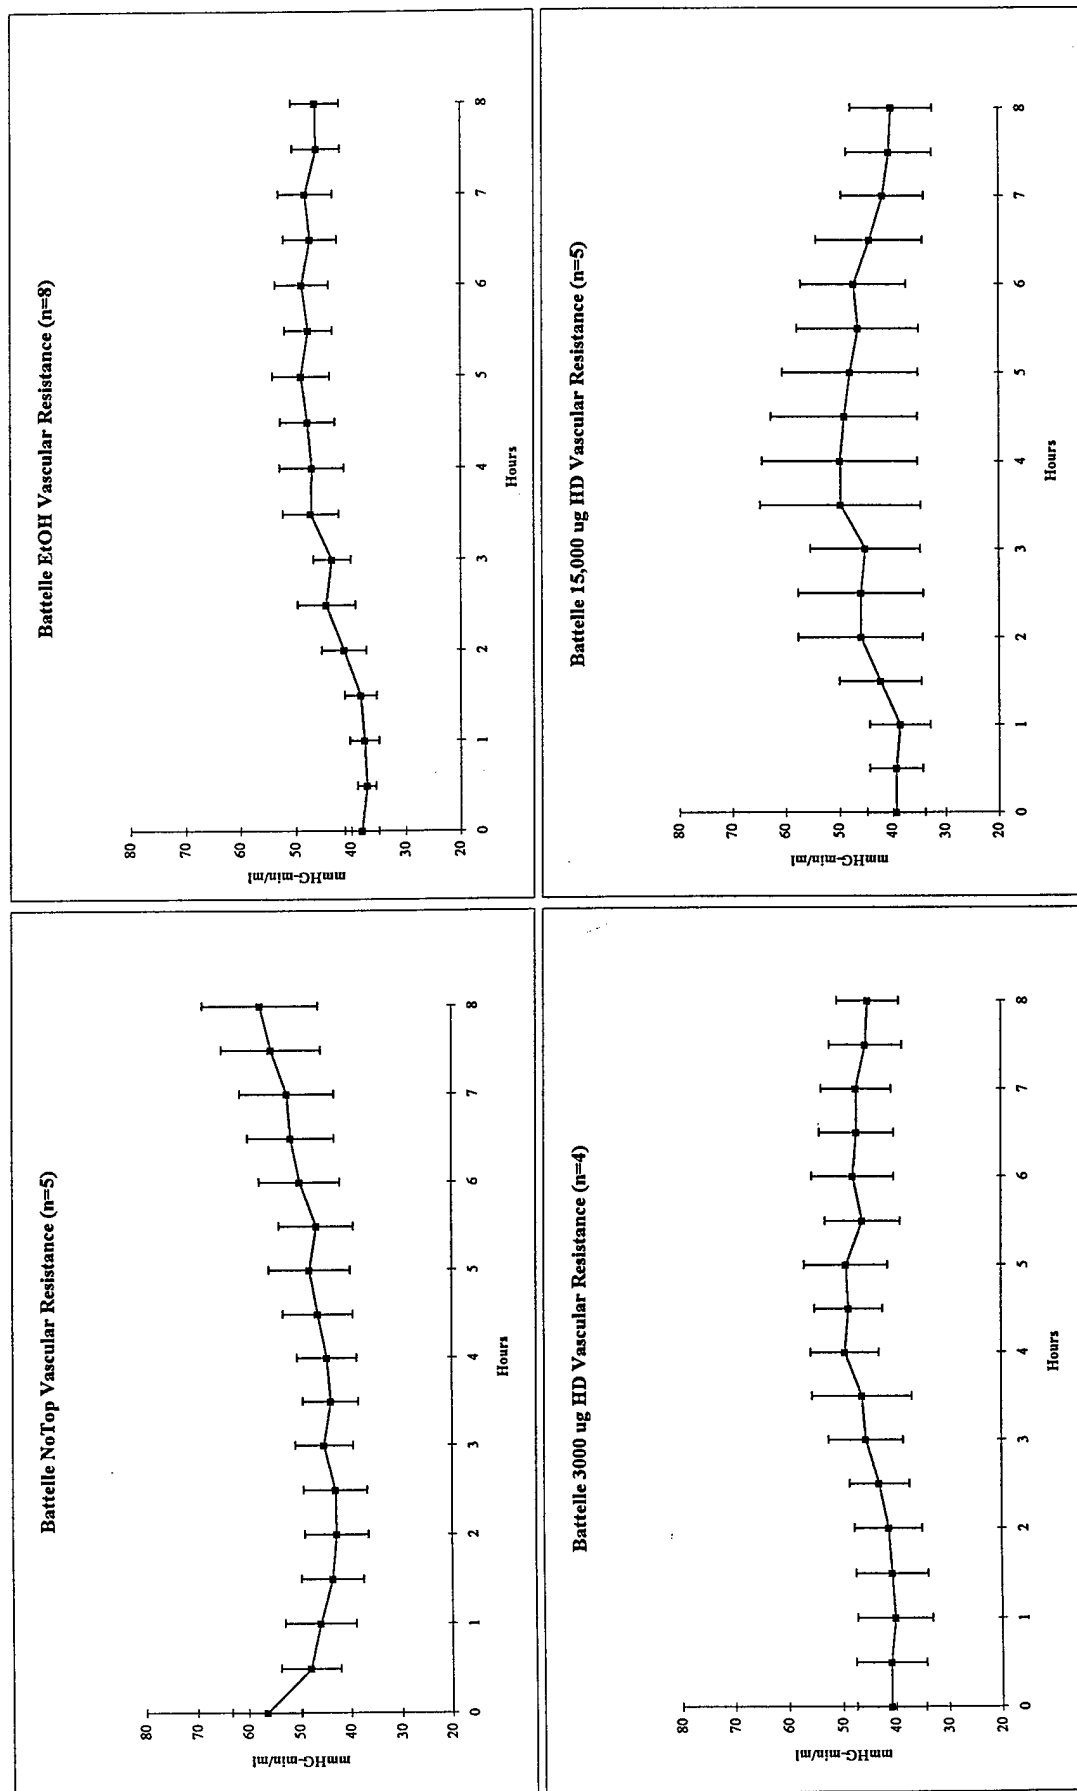 Battelle NoTop Vascular Resistance (n=5)
mmHG-min/ml
80
70
60
50
40
30
20
0 1 2 3 4 5 6 7 8
Hours
Battelle EtOH Vascular Resistance (n=8)
mmHG-min/ml
80
70
60
50
40
30
20
0 1 2 3 4 5 6 7 8
Hours
Battelle 3000 ug HD Vascular Resistance (n=4)
mmHG-min/ml
80
70
60
50
40
30
20
0 1 2 3 4 5 6 7 8
Hours
Battelle 15,000 ug HD Vascular Resistance (n=5)
mmHG-min/ml
80
70
60
50
40
30
20
0 1 2 3 4 5 6 7 8
Hours